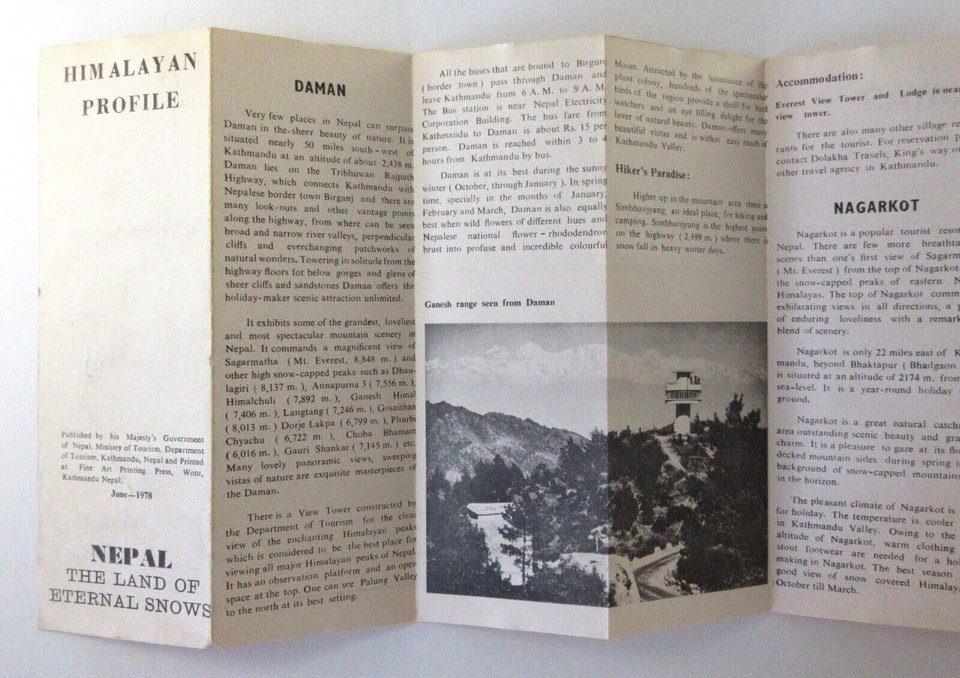 HIMALAYAN
PROFILE
Published by his Majesty's Government
of Nepal, Ministry of Tourism, Department
of Tourism, Kathmandu, Nepal and Printed
at Fine Art Printing Press, Wotu,
Kathmandu Nepal.
June—1978
NEPAL
THE LAND OF
ETERNAL SNOWS
DAMAN
Very few places in Nepal can surpass
Daman in the-sheer beauty of nature. It is
situated nearly 50 miles south-west of
Kathmandu at an altitude of about 2,438 m.
Daman lies on the Tribhuwan Rajpath
Highway, which connects Kathmandu with
Nepalese border town Birganj and there are
many look-outs and other vantage points
along the highway, from where can be seen
broad and narrow river valleys, perpendicular
cliffs and everchanging patchworks of
natural wonders. Towering in solitude from the
highway floors for below gorges and glens of
sheer cliffs and sandstones Daman offers the
holiday-maker scenic attraction unlimited.
It exhibits some of the grandest, loveliest
and most spectacular mountain scenery in
Nepal. It commands a magnificent view of
Sagarmatha ( Mt. Everest, 8,848 m. ) and
other high snow-capped peaks such as Dhau-
lagiri ( 8,137 m. ), Annapurna 3 ( 7,556 m. ),
Himalchuli ( 7,892 m. ), Ganesh Himal
( 7,406 m. ), Langtang ( 7,246 m. ), Gosaithan
( 8,013 m. ) Dorje Lakpa ( 6,799 m. ), Phurbi
Chyachu ( 6,722 m. ), Choba Bhamare
( 6,016 m. ), Gauri Shankar ( 7,145 m. ) etc.
Many lovely panoramic views, sweeping
vistas of nature are exquisite masterpieces of
the Daman.
There is a View Tower constructed by
the Department of Tourism for the clear
view of the enchanting Himalayan peaks
which is considered to be the best place for
viewing all major Himalayan peaks of Nepal.
It has an observation platform and an open
space at the top. One can see Palung Valley
to the north at its best setting.
All the buses that are bound to Birgunj
( border town ) pass through Daman and
leave Kathmandu from 6 A. M. to 9 A. M.
The Bus station is near Nepal Electricity
Corporation Building. The bus fare from
Kathmandu to Daman is about Rs. 15 per
person. Daman is reached within 3 to 4
hours from Kathmandu by bus.
Daman is at its best during the sunny
winter ( October, through January ). In spring
time, specially in the months of January,
February and March, Daman is also equally
best when wild flowers of different hues and
Nepalese national flower - rhododendron
brust into profuse and incredible colourful
Ganesh range seen from Daman
bloom. Attracted by the luxuriance of the
plant colony, hundreds of the spectacular
birds of the region provide a thrill for bird
watchers and an eye filling delight for the
lover of natural beauty. Daman offers many
beautiful vistas and is within easy reach of
Kathmandu Valley.
Hiker's Paradise:
Higher up in the mountain area there is
Simbhanjyang, an ideal place, for hiking and
camping. Simbhanjyang is the highest point
on the highway ( 2,499 m. ) where there is
snow fall in heavy winter days.
Accommodation:
Everest View Tower and Lodge is near
view tower.
There are also many other village
rants for the tourist. For reservation
contact Dolakha Travels, King's way
other travel agency in Kathmandu.
NAGARKOT
Nagarkot is a popular tourist
Nepal. There are few more
scenes than one's first view of
( Mt. Everest ) from the top of Nagarkot
the snow-capped peaks of eastern
Himalayas. The top of Nagarkot
exhilarating views in all directions, a
of enduring loveliness with a
blend of scenery.
Nagarkot is only 22 miles east of
mandu, beyond Bhaktapur ( Bhadgaon
is situated at an altitude of 2174 m. from
sea-level. It is a year-round holiday
ground.
Nagarkot is a great natural
area outstanding scenic beauty and
charm. It is a pleasure to gaze at its
decked mountain sides during spring
background of snow-capped mountains
in the horizon.
The pleasant climate of Nagarkot is
for holiday. The temperature is cooler
in Kathmandu Valley. Owing to the
altitude of Nagarkot, warm clothing
stout footwear are needed for a
making in Nagarkot. The best season
good view of snow covered
October till March.